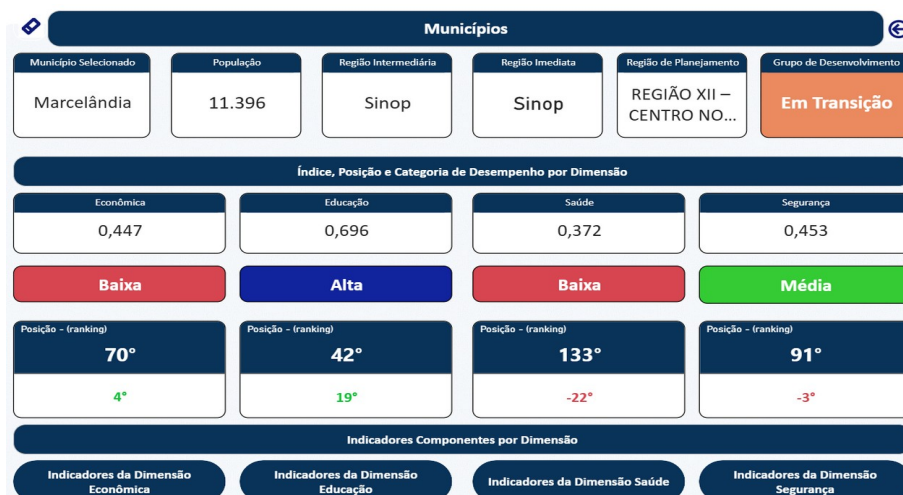 Municípios
Município Selecionado
Marcelândia
População
11.396
Região Intermediária
Sinop
Região Imediata
Sinop
Região de Planejamento
REGIÃO XII –
CENTRO NO...
Grupo de Desenvolvimento
Em Transição
Índice, Posição e Categoria de Desempenho por Dimensão
Econômica
0,447
Baixa
Posição - (ranking)
70°
4°
Educação
0,696
Alta
Posição - (ranking)
42°
19°
Saúde
0,372
Baixa
Posição - (ranking)
133°
-22°
Segurança
0,453
Média
Posição - (ranking)
91°
-3°
Indicadores Componentes por Dimensão
Indicadores da Dimensão
Econômica
Indicadores da Dimensão
Educação
Indicadores da Dimensão Saúde
Indicadores da Dimensão
Segurança